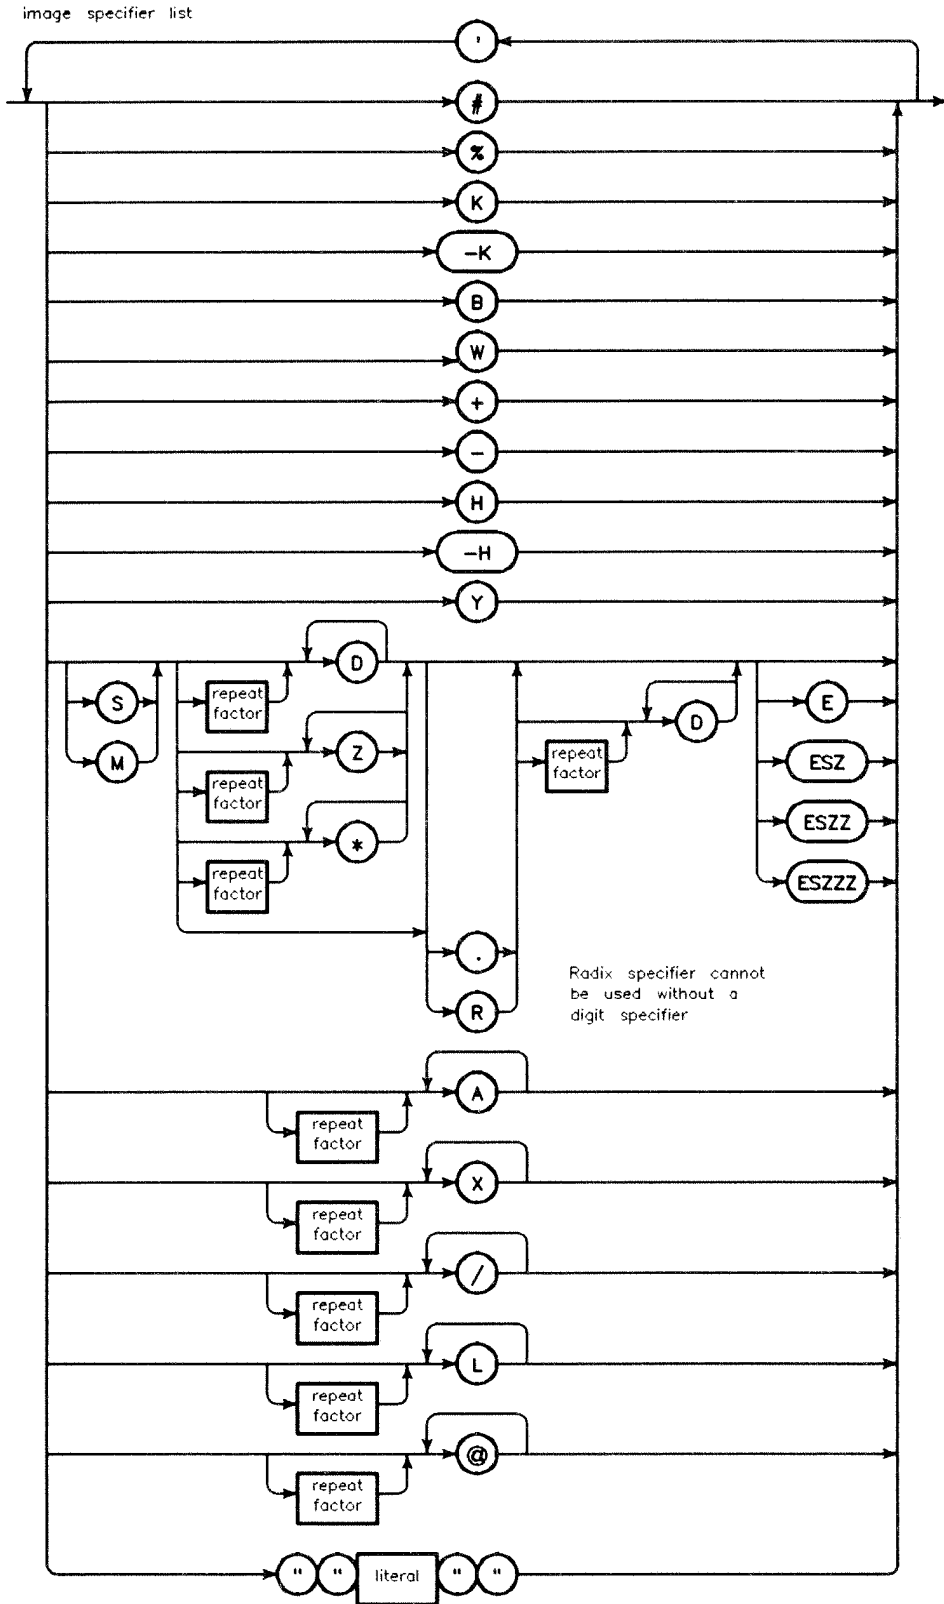 image specifier list
,
#
%
K
-K
B
W
+
-
H
-H
Y
D
S
repeat
factor
E
D
M
Z
repeat
factor
ESZ
repeat
factor
ESZZ
*
repeat
factor
ESZZZ
.
Radix specifier cannot
be used without a
digit specifier
R
A
repeat
factor
X
repeat
factor
/
repeat
factor
L
repeat
factor
@
repeat
factor
" " literal " "